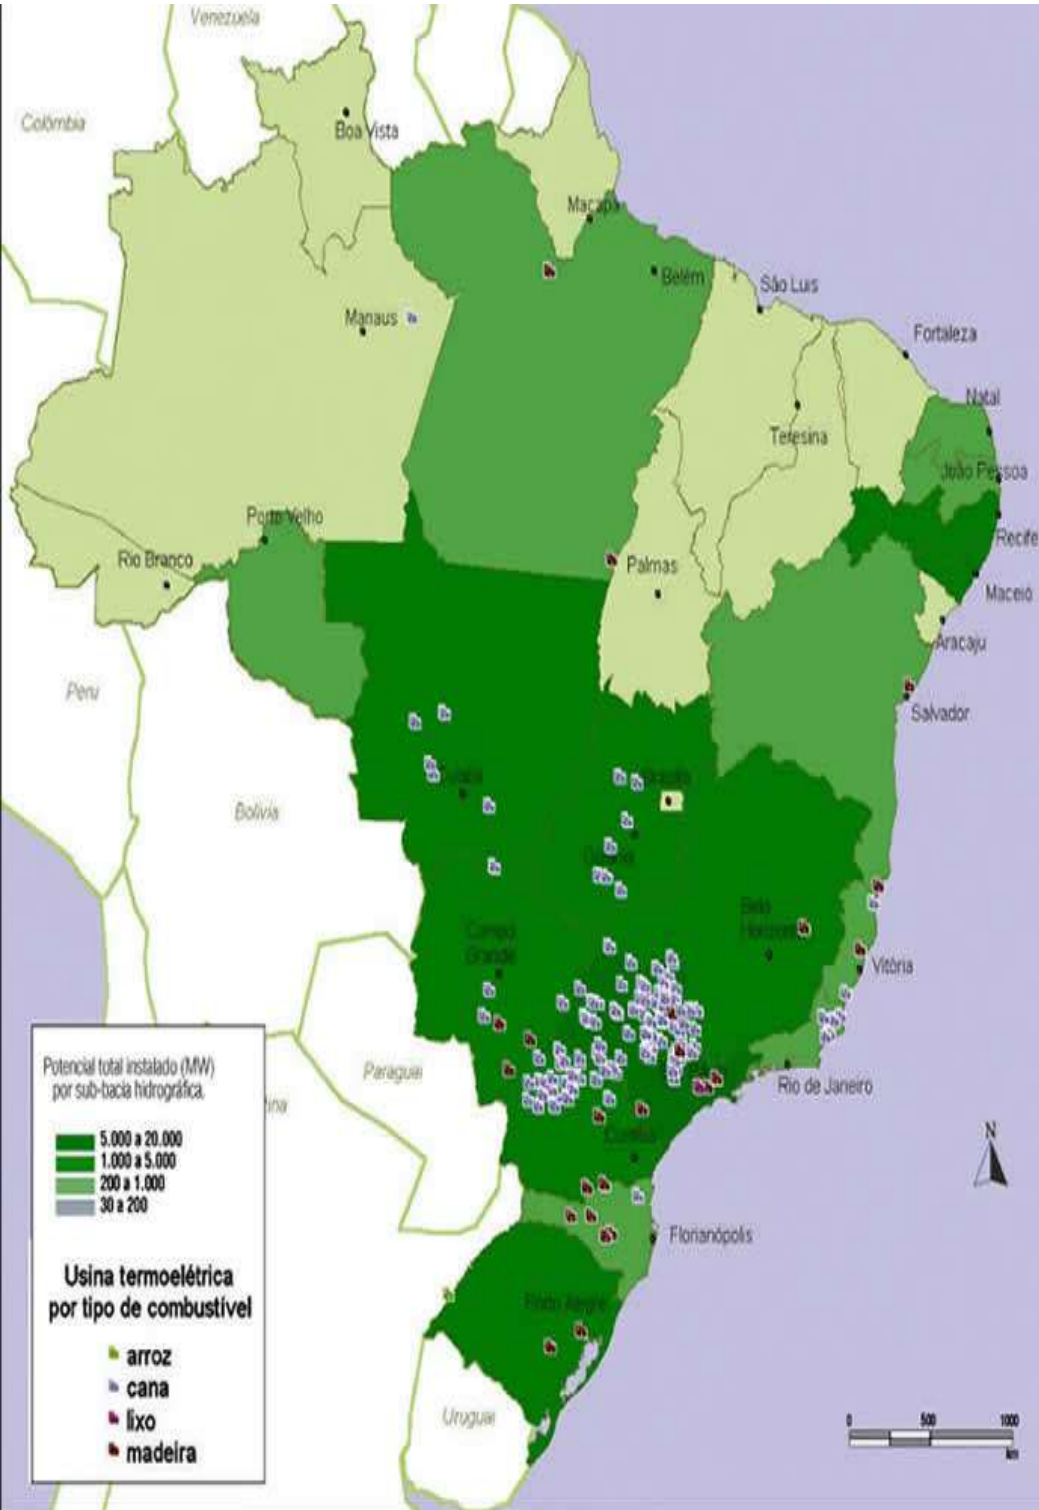 Venezuela
Colômbia
Boa Vista
Macapá
Belém
São Luis
Manaus
Fortaleza
Natal
Teresina
João Pessoa
Porto Velho
Recife
Rio Branco
Palmas
Maceió
Aracaju
Peru
Salvador
Cuiabá
Brasília
Bolívia
Goiânia
Belo
Horizonte
Campo
Grande
Vitória
Potencial total instalado (MW)
por sub-bacia hidrográfica.
Paraguai
Rio de Janeiro
ina
5.000 a 20.000
1.000 a 5.000
200 a 1.000
30 a 200
Curitiba
N
Florianópolis
Usina termoelétrica
por tipo de combustível
Porto Alegre
arroz
cana
lixo
madeira
Uruguai
0 500 1000
km